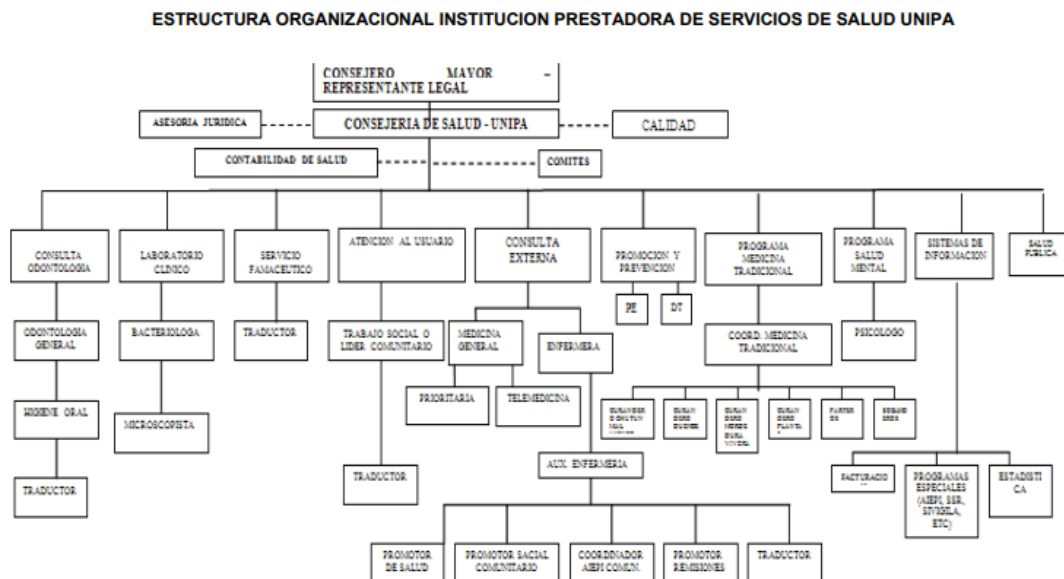 ESTRUCTURA ORGANIZACIONAL INSTITUCION PRESTADORA DE SERVICIOS DE SALUD UNIPA
CONSEJERO MAYOR –
REPRESENTANTE LEGAL
ASESORIA JURIDICA
CONSEJERIA DE SALUD - UNIPA
CALIDAD
CONTABILIDAD DE SALUD
COMITES
CONSULTA
ODONTOLOGIA
LABORATORIO
CLINICO
SERVICIO
FAMACEUTICO
ATENCION AL USUARIO
CONSULTA
EXTERNA
PROMOCION Y
PREVENCION
PROGRAMA
MEDICINA
TRADICIONAL
PROGRAMA
SALUD
MENTAL
SISTEMAS DE
INFORMACION
SALUD
PUBLICA
PE
DT
ODONTOLOGIA
GENERAL
BACTERIOLOGA
TRADUCTOR
TRABAJO SOCIAL O
LIDER COMUNITARIO
MEDICINA
GENERAL
ENFERMERA
COORD. MEDICINA
TRADICIONAL
PSICOLOGO
PRIORITARIA
TELEMEDICINA
HIGIENE ORAL
MICROSCOPISTA
PARTER
OS
TRADUCTOR
TRADUCTOR
AUX. ENFERMERIA
FACTURACIO
PROGRAMAS
ESPECIALES
(AIEPI, SSR,
SIVIGILA,
ETC)
ESTADISTI
CA
PROMOTOR
DE SALUD
PROMOTOR SACIAL
COMUNITARIO
COORDINADOR
AIEPI COMUN.
PROMOTOR
REMISIONES
TRADUCTOR